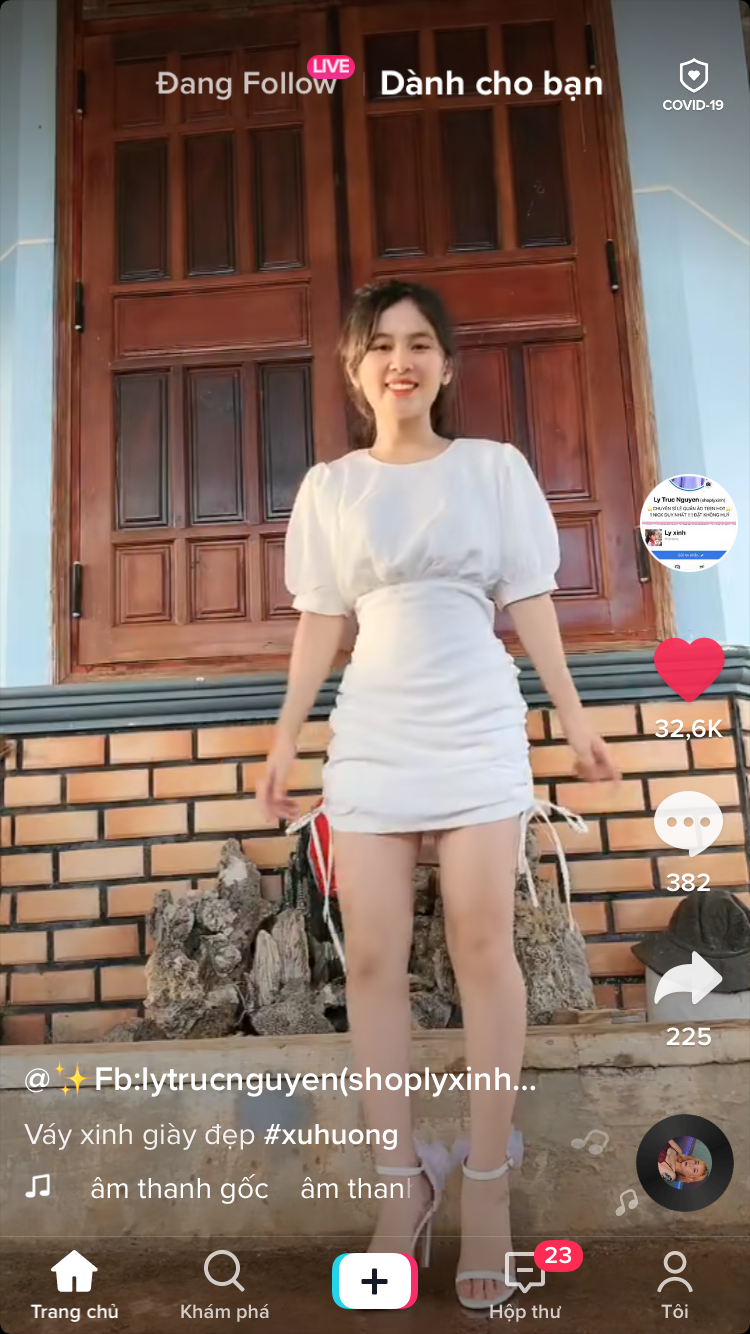 LIVE
Đang Follow
Dành cho bạn
COVID-19
Ly Truc Nguyen (shoplyxinh)
Ly xinh
32,6K
382
225
@✨Fb:lytrucnguyen(shoplyxinh...
Váy xinh giày đẹp #xuhuong
âm thanh gốc âm than
23
Trang chủ
Khám phá
Hộp thư
Tôi